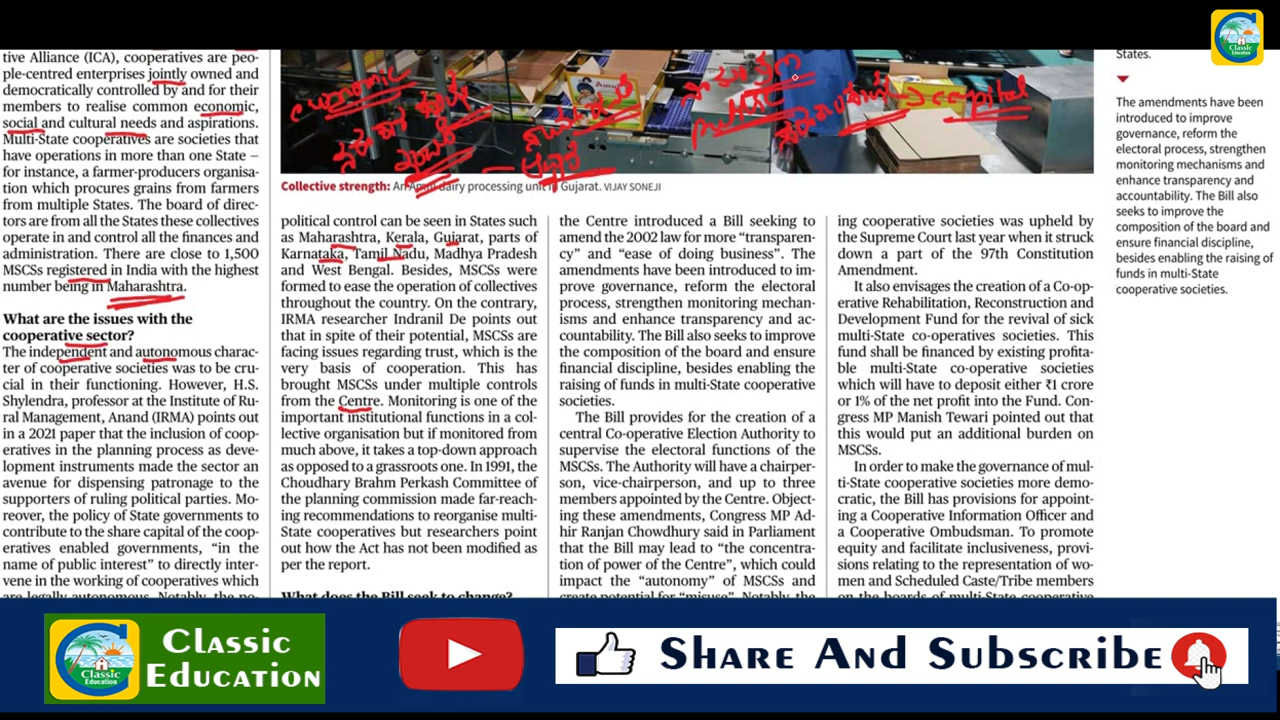 Classic
Education
tive Alliance (ICA), cooperatives are peo-
ple-centred enterprises jointly owned and
democratically controlled by and for their
members to realise common economic,
social and cultural needs and aspirations.
Multi-State cooperatives are societies that
have operations in more than one State –
for instance, a farmer-producers organisa-
tion which procures grains from farmers
from multiple States. The board of direc-
tors are from all the States these collectives
operate in and control all the finances and
administration. There are close to 1,500
MSCSs registered in India with the highest
number being in Maharashtra.
What are the issues with the
cooperative sector?
The independent and autonomous charac-
ter of cooperative societies was to be cru-
cial in their functioning. However, H.S.
Shylendra, professor at the Institute of Ru-
ral Management, Anand (IRMA) points out
in a 2021 paper that the inclusion of coop-
eratives in the planning process as deve-
lopment instruments made the sector an
avenue for dispensing patronage to the
supporters of ruling political parties. Mo-
reover, the policy of State governments to
contribute to the share capital of the coop-
eratives enabled governments, “in the
name of public interest” to directly inter-
vene in the working of cooperatives which
are legally autonomous. Notably, the po-
economic
capital
Amul
Collective strength: An Amul dairy processing unit in Gujarat. VIJAY SONEJI
political control can be seen in States such
as Maharashtra, Kerala, Gujarat, parts of
Karnataka, Tamil Nadu, Madhya Pradesh
and West Bengal. Besides, MSCSs were
formed to ease the operation of collectives
throughout the country. On the contrary,
IRMA researcher Indranil De points out
that in spite of their potential, MSCSs are
facing issues regarding trust, which is the
very basis of cooperation. This has
brought MSCSs under multiple controls
from the Centre. Monitoring is one of the
important institutional functions in a col-
lective organisation but if monitored from
much above, it takes a top-down approach
as opposed to a grassroots one. In 1991, the
Choudhary Brahm Perkash Committee of
the planning commission made far-reach-
ing recommendations to reorganise multi-
State cooperatives but researchers point
out how the Act has not been modified as
per the report.
What does the Bill seek to change?
the Centre introduced a Bill seeking to
amend the 2002 law for more “transparen-
cy” and “ease of doing business”. The
amendments have been introduced to im-
prove governance, reform the electoral
process, strengthen monitoring mechan-
isms and enhance transparency and ac-
countability. The Bill also seeks to improve
the composition of the board and ensure
financial discipline, besides enabling the
raising of funds in multi-State cooperative
societies.
The Bill provides for the creation of a
central Co-operative Election Authority to
supervise the electoral functions of the
MSCSs. The Authority will have a chairper-
son, vice-chairperson, and up to three
members appointed by the Centre. Object-
ing these amendments, Congress MP Ad-
hir Ranjan Chowdhury said in Parliament
that the Bill may lead to “the concentra-
tion of power of the Centre”, which could
impact the “autonomy” of MSCSs and
create potential for “misuse”. Notably, the
ing cooperative societies was upheld by
the Supreme Court last year when it struck
down a part of the 97th Constitution
Amendment.
It also envisages the creation of a Co-op-
erative Rehabilitation, Reconstruction and
Development Fund for the revival of sick
multi-State co-operatives societies. This
fund shall be financed by existing profita-
ble multi-State co-operative societies
which will have to deposit either ₹1 crore
or 1% of the net profit into the Fund. Con-
gress MP Manish Tewari pointed out that
this would put an additional burden on
MSCSs.
In order to make the governance of mul-
ti-State cooperative societies more demo-
cratic, the Bill has provisions for appoint-
ing a Cooperative Information Officer and
a Cooperative Ombudsman. To promote
equity and facilitate inclusiveness, provi-
sions relating to the representation of wo-
men and Scheduled Caste/Tribe members
on the boards of multi-State cooperative
States.
The amendments have been
introduced to improve
governance, reform the
electoral process, strengthen
monitoring mechanisms and
enhance transparency and
accountability. The Bill also
seeks to improve the
composition of the board and
ensure financial discipline,
besides enabling the raising of
funds in multi-State
cooperative societies.
Classic
Education
Classic
Education
Share And Subscribe